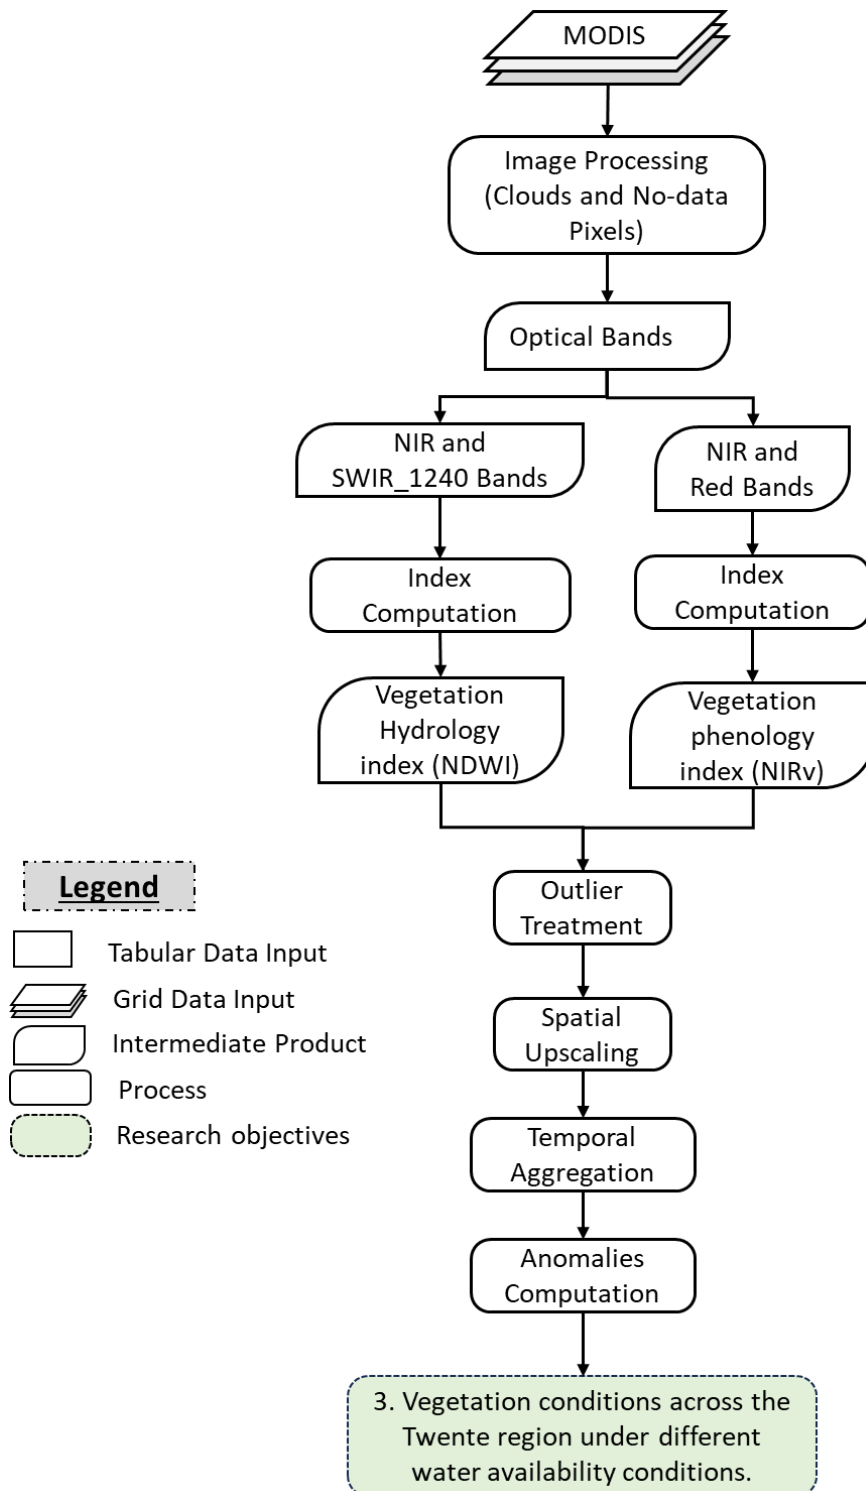 MODIS
Image Processing
(Clouds and No-data
Pixels)
Optical Bands
NIR and
SWIR_1240 Bands
NIR and
Red Bands
Index
Computation
Index
Computation
Vegetation
Hydrology
index (NDWI)
Vegetation
phenology
index (NIRv)
Outlier
Treatment
Spatial
Upscaling
Temporal
Aggregation
Anomalies
Computation
3. Vegetation conditions across the
Twente region under different
water availability conditions.
Legend
Tabular Data Input
Grid Data Input
Intermediate Product
Process
Research objectives